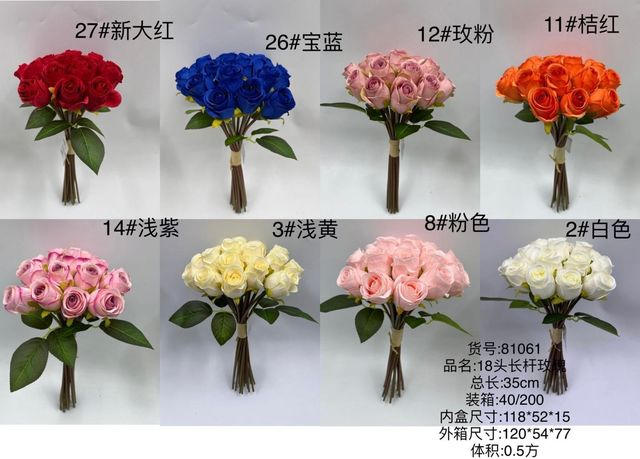 27#新大红
26#宝蓝
12#玫粉
11#桔红
14#浅紫
3#浅黄
8#粉色
2#白色
货号:81061
品名:18头长杆玫瑰
总长:35cm
装箱:40/200
内盒尺寸:118*52*15
外箱尺寸:120*54*77
体积:0.5方